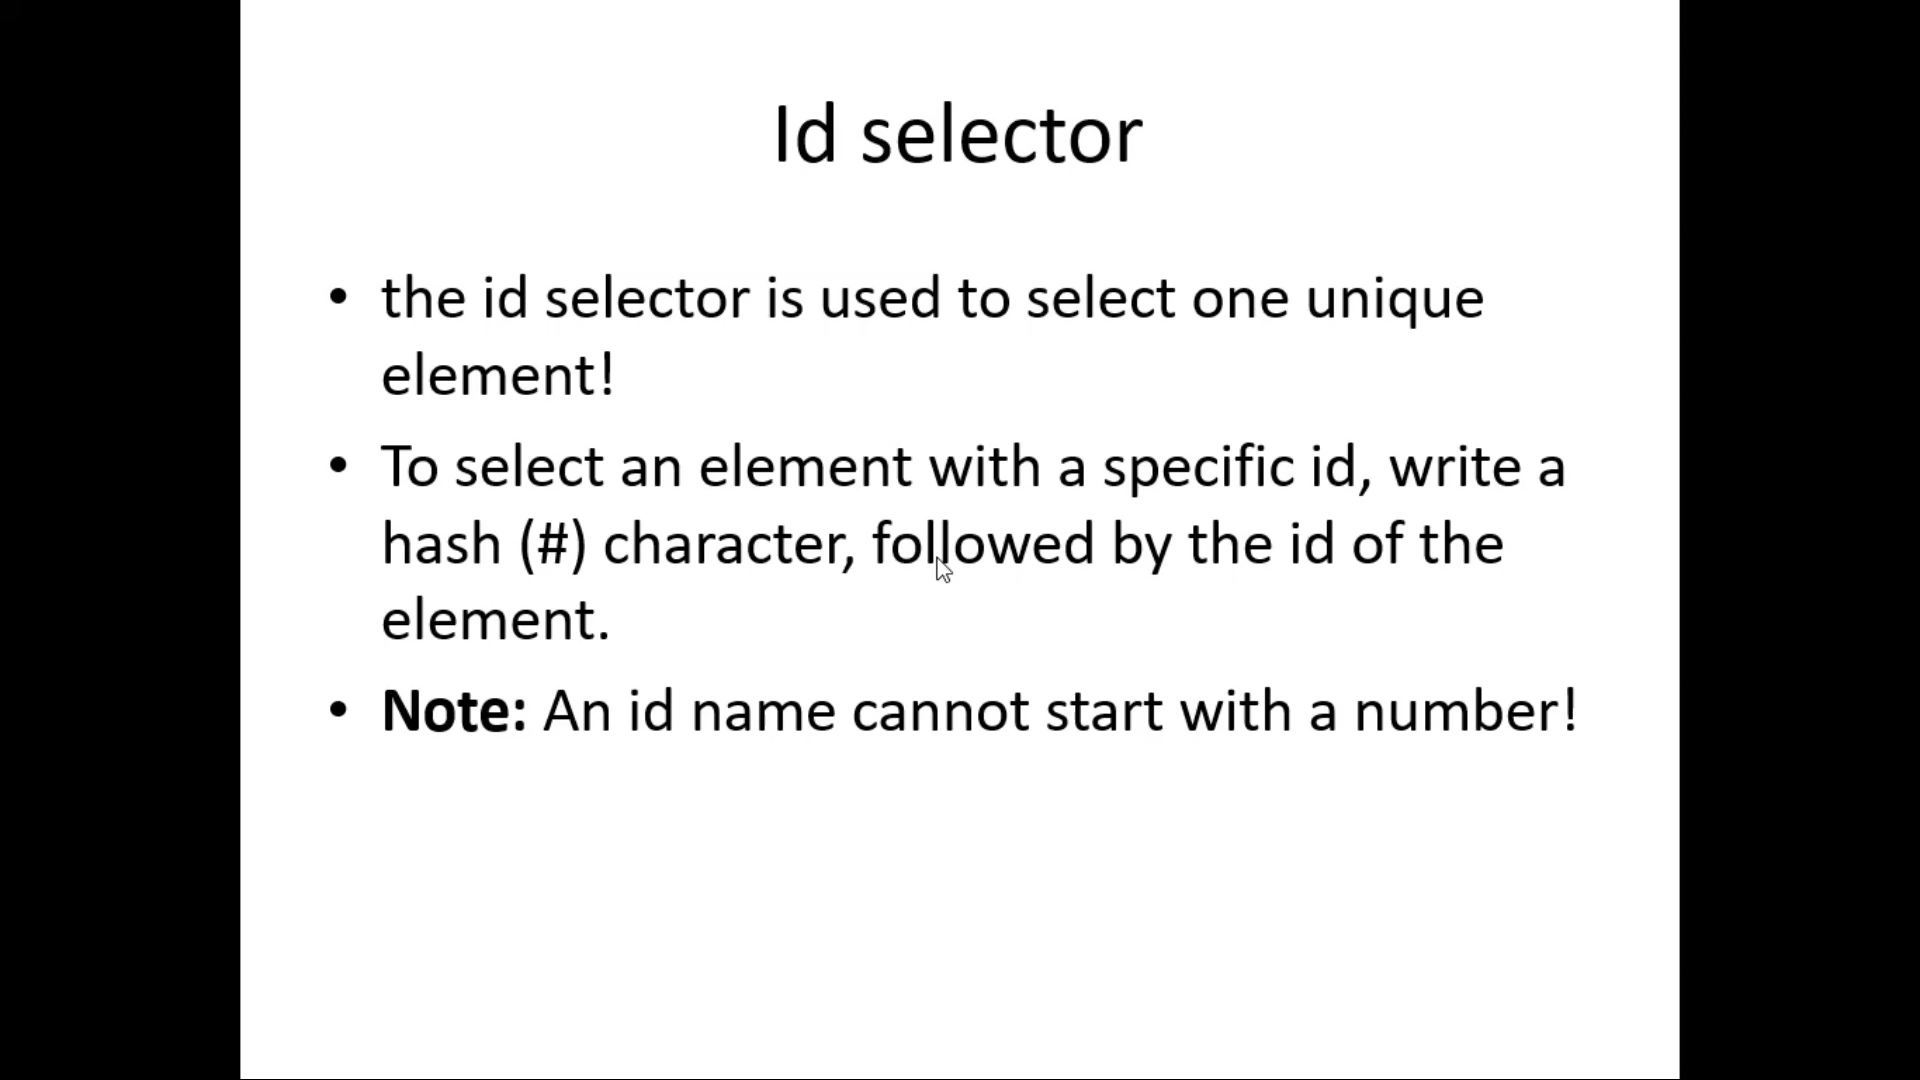 Id selector
• the id selector is used to select one unique
element!
• To select an element with a specific id, write a
hash (#) character, followed by the id of the
element.
• Note: An id name cannot start with a number!